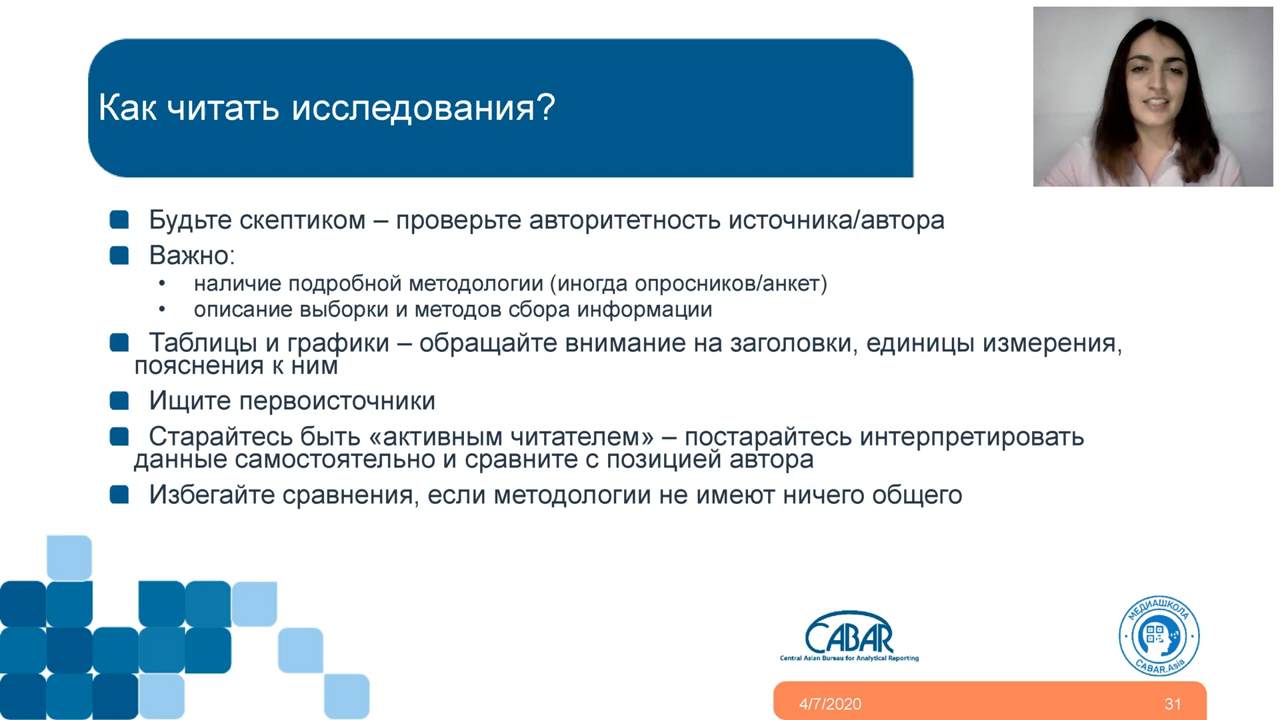 Как читать исследования?
Будьте скептиком – проверьте авторитетность источника/автора
Важно:
• наличие подробной методологии (иногда опросников/анкет)
• описание выборки и методов сбора информации
Таблицы и графики – обращайте внимание на заголовки, единицы измерения,
пояснения к ним
Ищите первоисточники
Старайтесь быть «активным читателем» – постарайтесь интерпретировать
данные самостоятельно и сравните с позицией автора
Избегайте сравнения, если методологии не имеют ничего общего
CABAR
Central Asian Bureau for Analytical Reporting
МЕДИАШКОЛА
CABAR.Asia
4/7/2020
31